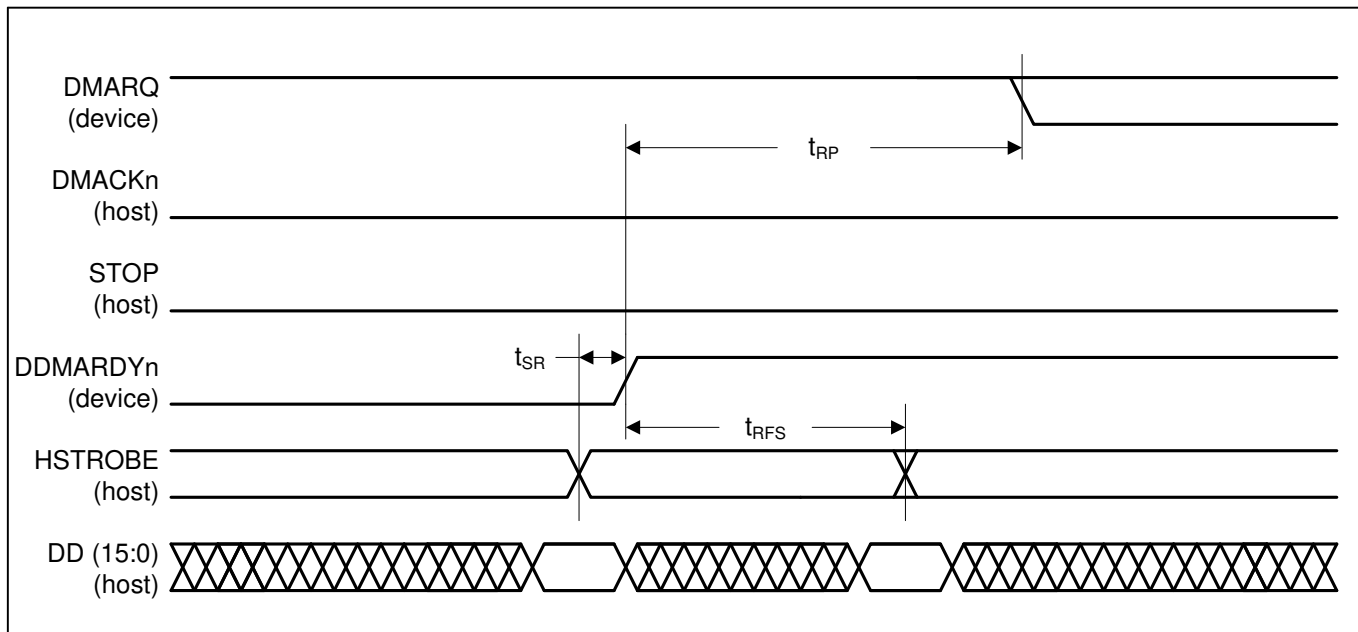 DMARQ
(device)
t_RP
DMACKn
(host)
STOP
(host)
t_SR
DDMARDYn
(device)
t_RFS
HSTROBE
(host)
DD (15:0)
(host)